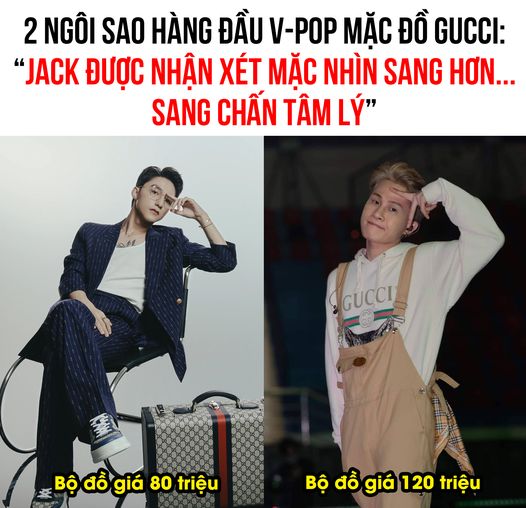 2 NGÔI SAO HÀNG ĐẦU V-POP MẶC ĐỒ GUCCI:
“JACK ĐƯỢC NHẬN XÉT MẶC NHÌN SANG HƠN...
SANG CHẤN TÂM LÝ”
GUCCI
Bộ đồ giá 80 triệu
Bộ đồ giá 120 triệu